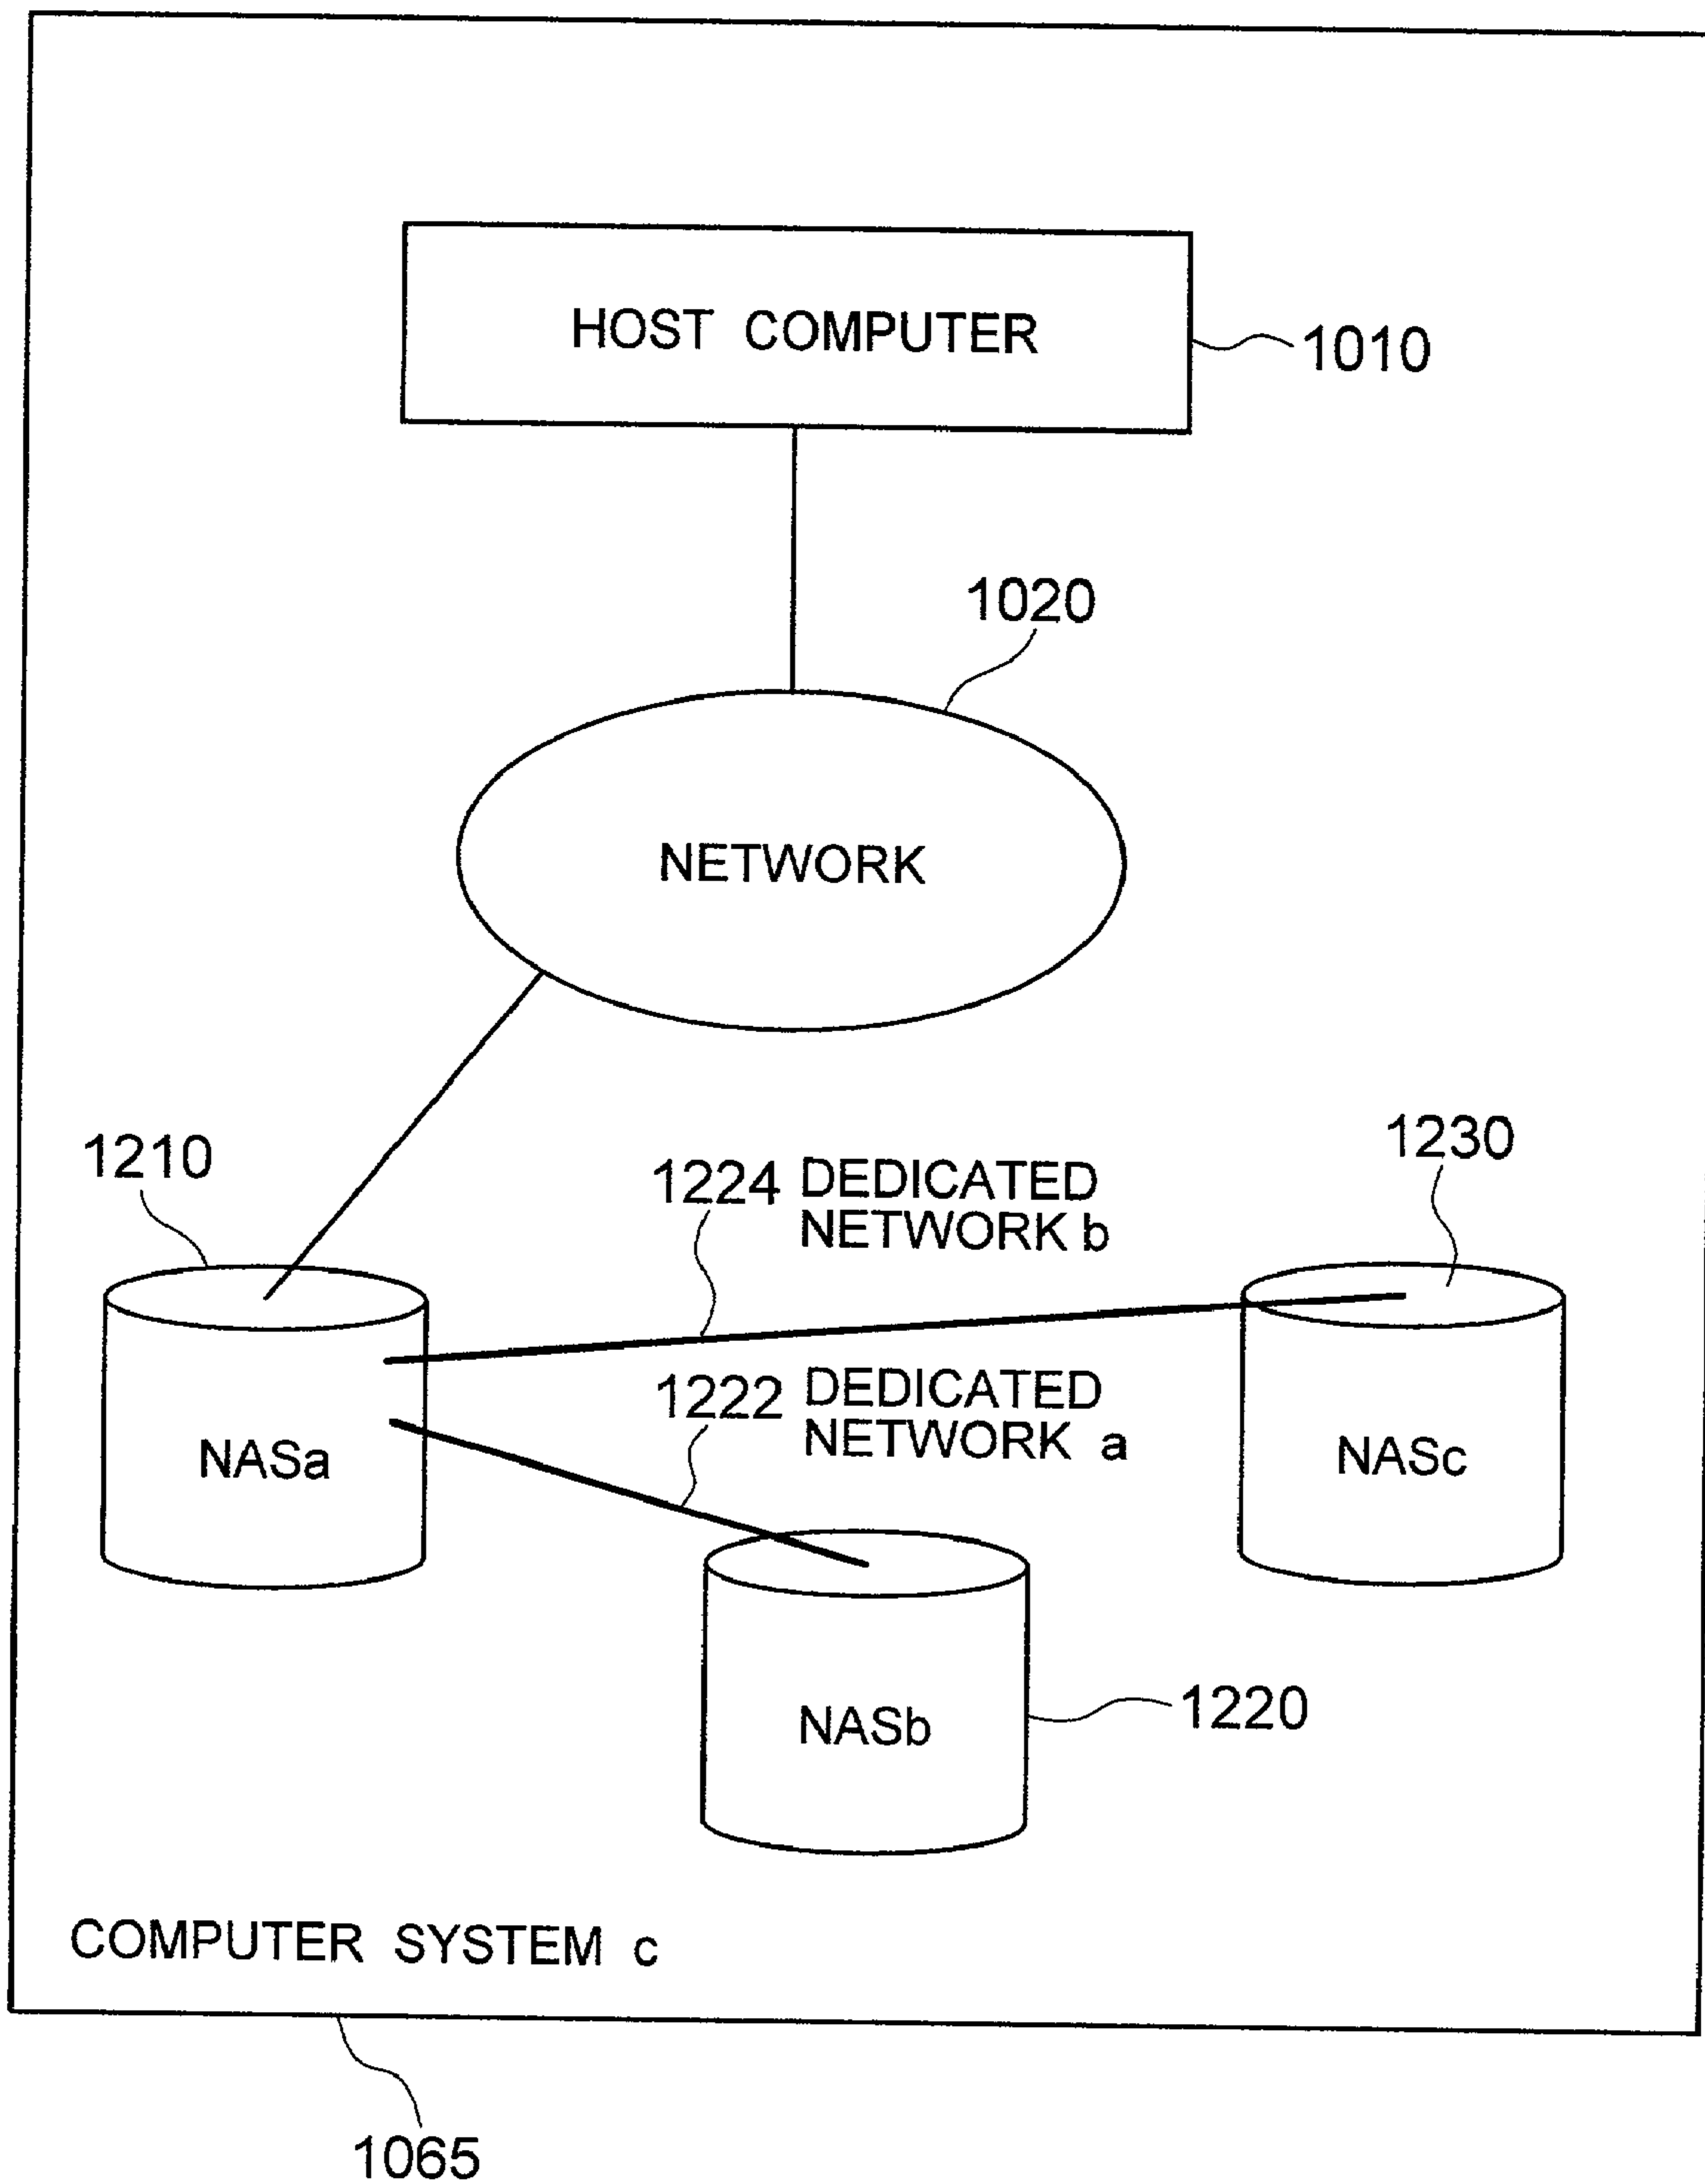 HOST COMPUTER
1010
1020
NETWORK
1210
1224 DEDICATED
NETWORK b
1230
1222 DEDICATED
NETWORK a
NASa
NASc
NASb
1220
COMPUTER SYSTEM c
1065